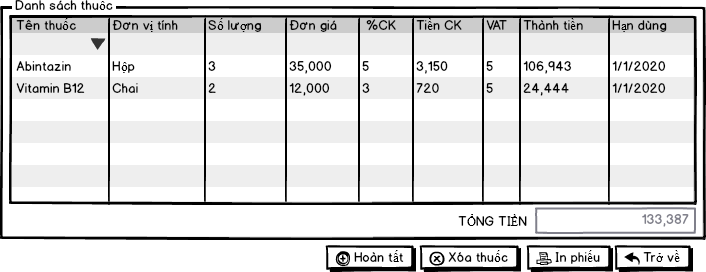 Danh sách thuốc
Tên thuốc Đơn vị tính Số lượng Đơn giá %CK Tiền CK VAT Thành tiền Hạn dùng
Abintazin Hộp 3 35,000 5 3,150 5 106,943 1/1/2020
Vitamin B12 Chai 2 12,000 3 720 5 24,444 1/1/2020
TỔNG TIỀN 133,387
Hoàn tất Xóa thuốc In phiếu Trở về